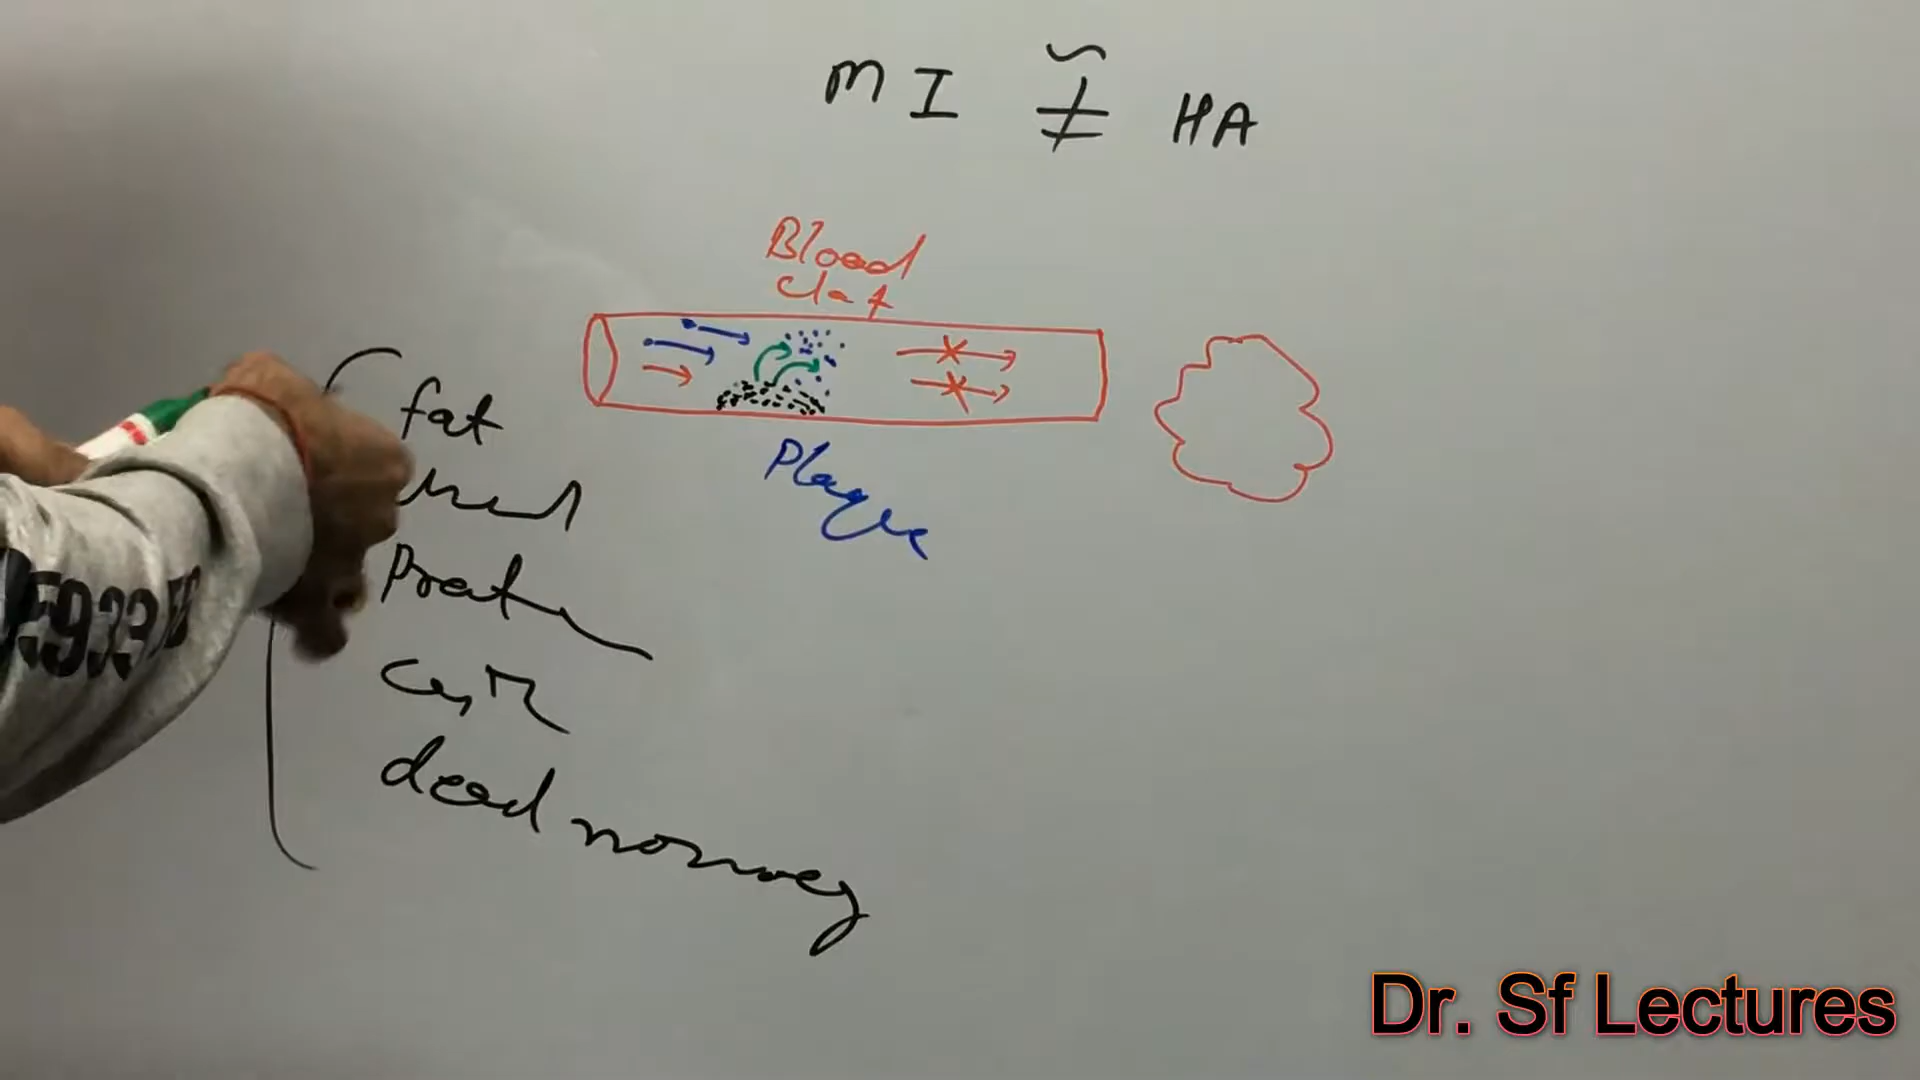 MI ≠ HA
Blood
clot
fat
Plaque
Protein
dead
Dr. Sf Lectures